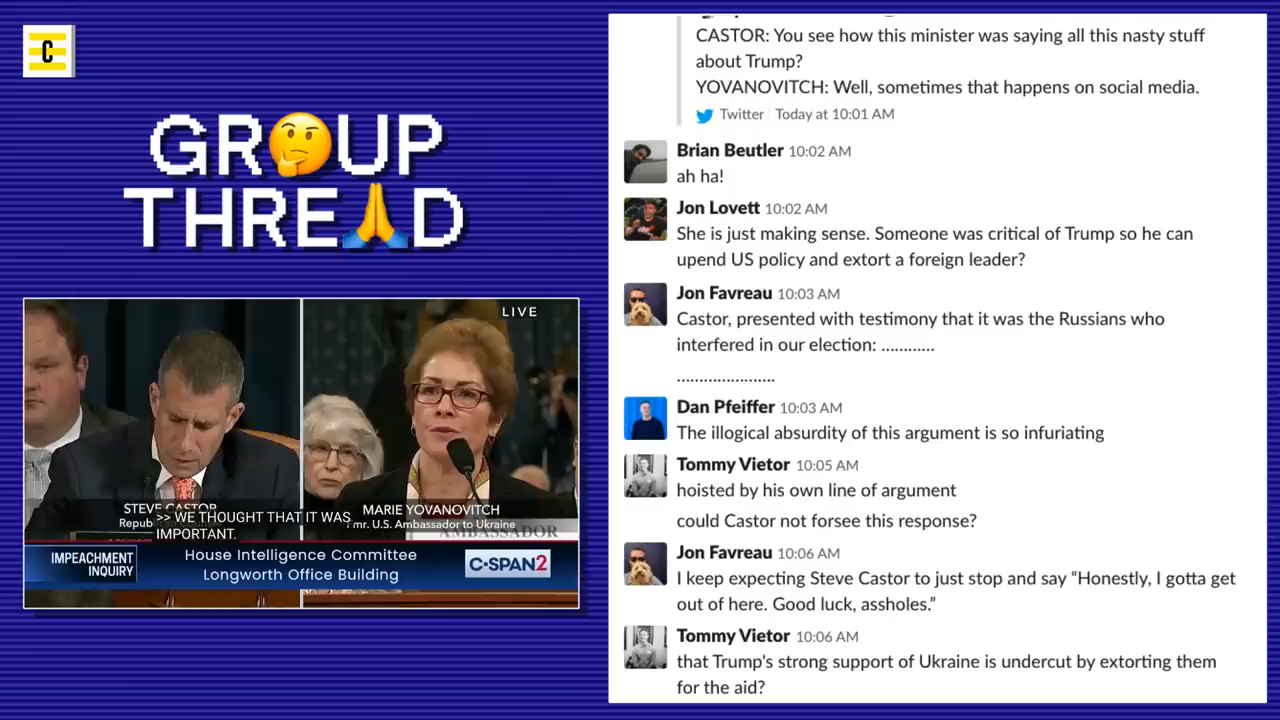 C
GR🤔UP
THRE🙏D
LIVE
STEVE CASTOR
Repub
>> WE THOUGHT THAT IT WAS
IMPORTANT.
MARIE YOVANOVITCH
mr. U.S. Ambassador to Ukraine
AMBASSADOR
IMPEACHMENT
INQUIRY
House Intelligence Committee
Longworth Office Building
C-SPAN2
CASTOR: You see how this minister was saying all this nasty stuff
about Trump?
YOVANOVITCH: Well, sometimes that happens on social media.
Twitter Today at 10:01 AM
Brian Beutler 10:02 AM
ah ha!
Jon Lovett 10:02 AM
She is just making sense. Someone was critical of Trump so he can
upend US policy and extort a foreign leader?
Jon Favreau 10:03 AM
Castor, presented with testimony that it was the Russians who
interfered in our election: ............
......................
Dan Pfeiffer 10:03 AM
The illogical absurdity of this argument is so infuriating
Tommy Vietor 10:05 AM
hoisted by his own line of argument
could Castor not forsee this response?
Jon Favreau 10:06 AM
I keep expecting Steve Castor to just stop and say “Honestly, I gotta get
out of here. Good luck, assholes.”
Tommy Vietor 10:06 AM
that Trump's strong support of Ukraine is undercut by extorting them
for the aid?